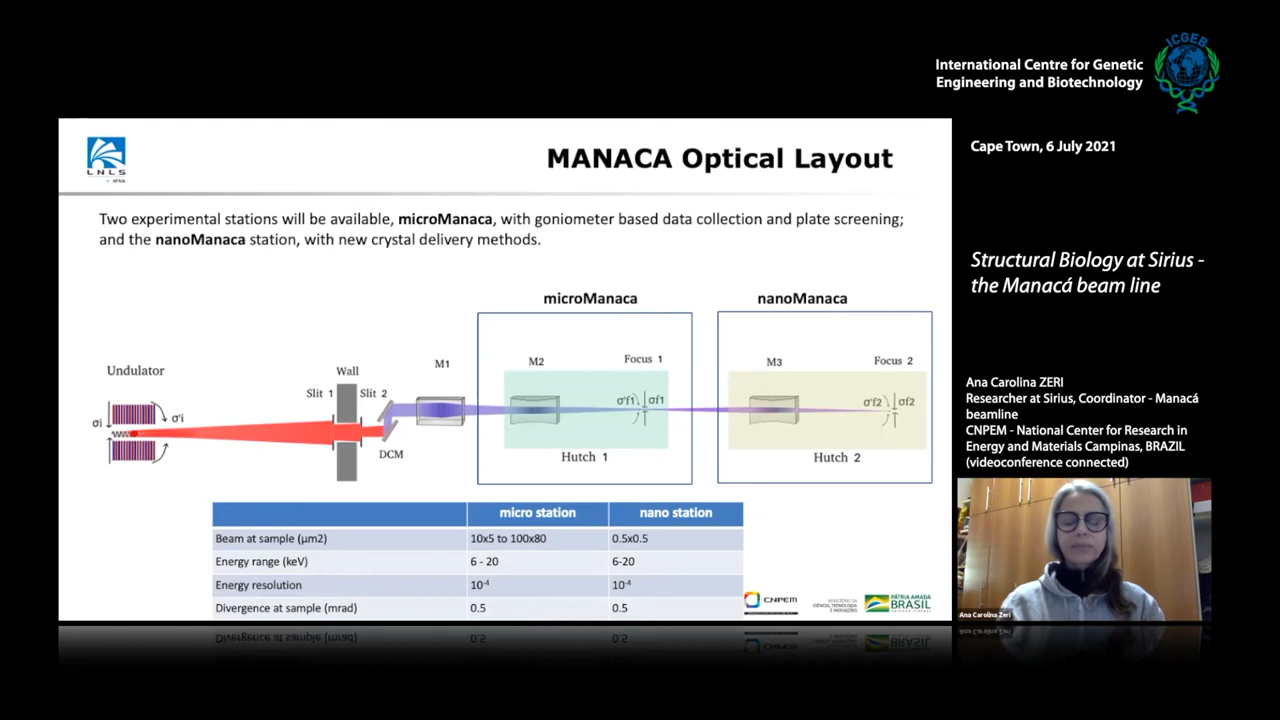 ICGEB
International Centre for Genetic
Engineering and Biotechnology
Cape Town, 6 July 2021
Structural Biology at Sirius -
the Manacá beam line
Ana Carolina ZERI
Researcher at Sirius, Coordinator - Manacá
beamline
CNPEM - National Center for Research in
Energy and Materials Campinas, BRAZIL
(videoconference connected)
Ana Carolina Zeri
LNLS
sirius
MANACA Optical Layout
Two experimental stations will be available, microManaca, with goniometer based data collection and plate screening;
and the nanoManaca station, with new crystal delivery methods.
microManaca
nanoManaca
Undulator
Wall
M1
M2
Focus 1
M3
Focus 2
Slit 1
Slit 2
σi
σ'i
σ'f1
σf1
σ'f2
σf2
DCM
Hutch 1
Hutch 2
micro station nano station
Beam at sample (µm2) 10x5 to 100x80 0.5x0.5
Energy range (keV) 6 - 20 6-20
Energy resolution 10-4 10-4
Divergence at sample (mrad) 0.5 0.5
CNPEM
MINISTÉRIO DA
CIÊNCIA, TECNOLOGIA
E INOVAÇÕES
PÁTRIA AMADA
BRASIL